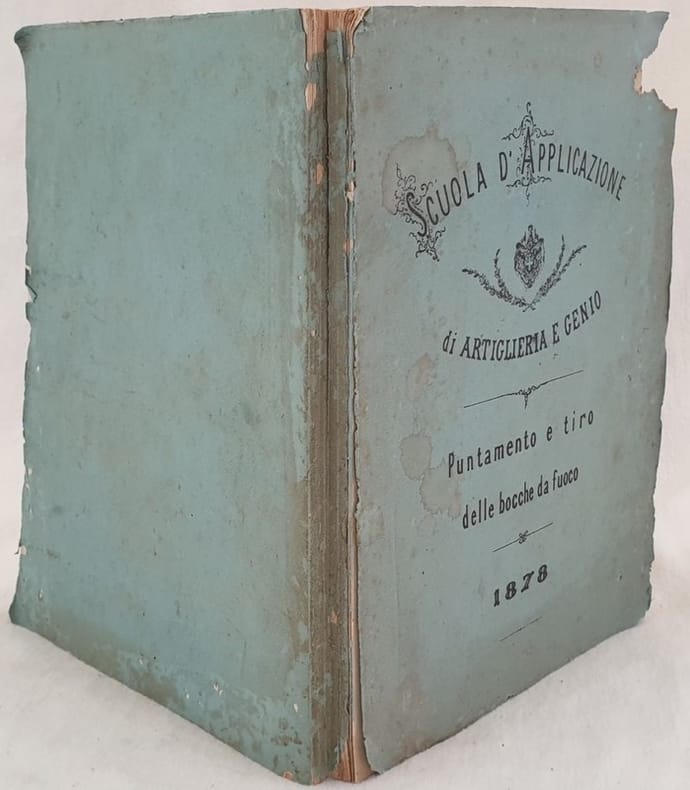 SCUOLA D'APPLICAZIONE
di ARTIGLIERIA E GENIO
Puntamento e tiro
delle bocche da fuoco
1878